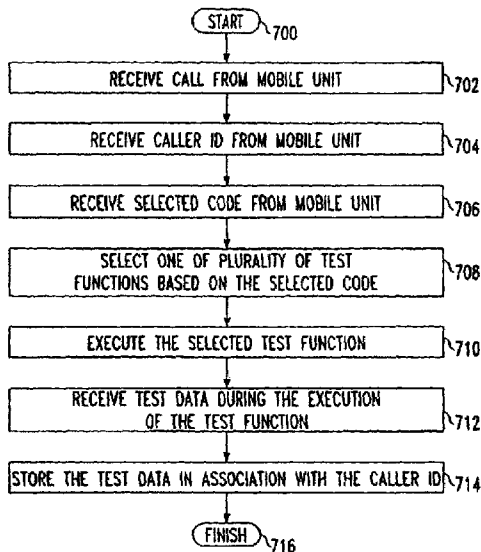 START
700
RECEIVE CALL FROM MOBILE UNIT
702
RECEIVE CALLER ID FROM MOBILE UNIT
704
RECEIVE SELECTED CODE FROM MOBILE UNIT
706
SELECT ONE OF PLURALITY OF TEST
FUNCTIONS BASED ON THE SELECTED CODE
708
EXECUTE THE SELECTED TEST FUNCTION
710
RECEIVE TEST DATA DURING THE EXECUTION
OF THE TEST FUNCTION
712
STORE THE TEST DATA IN ASSOCIATION WITH THE CALLER ID
714
FINISH
716